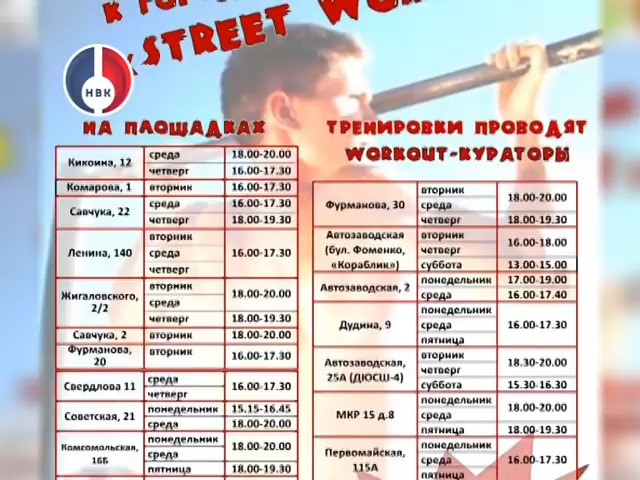 К
«STREET
НВК
НА ПЛОЩАДКАХ
Кикоина, 12 среда 18.00-20.00
четверг 16.00-17.30
Комарова, 1 вторник 16.00-17.30
Савчука, 22 среда 16.00-17.30
четверг 18.00-19.30
Ленина, 140 вторник
среда 16.00-17.30
четверг
Жигаловского, 2/2 вторник
среда 18.00-20.00
четверг 18.00-19.30
Савчука, 2 вторник 18.00-20.00
Фурманова, 20 вторник 16.00-17.30
Свердлова 11 среда 16.00-17.30
четверг
Советская, 21 понедельник 15.15-16.45
среда 18.00-20.00
Комсомольская, 16Б понедельник
среда 18.00-20.00
пятница 18.00-19.30
ТРЕНИРОВКИ ПРОВОДЯТ
WORKOUT-КУРАТОРЫ
Фурманова, 30 вторник
среда 18.00-20.00
четверг 18.00-19.30
Автозаводская вторник
(бул. Фоменко, четверг 16.00-18.00
«Кораблик») суббота 13.00-15.00
Автозаводская, 2 понедельник 17.00-19.00
среда 16.00-17.40
Дудина, 9 понедельник
среда 16.00-17.30
пятница
Автозаводская, вторник
25А (ДЮСШ-4) четверг 18.30-20.00
суббота 15.30-16.30
МКР 15 д.8 понедельник
среда 18.00-20.00
пятница 18.00-19.30
Первомайская, 115А понедельник
среда 16.00-17.30
пятница